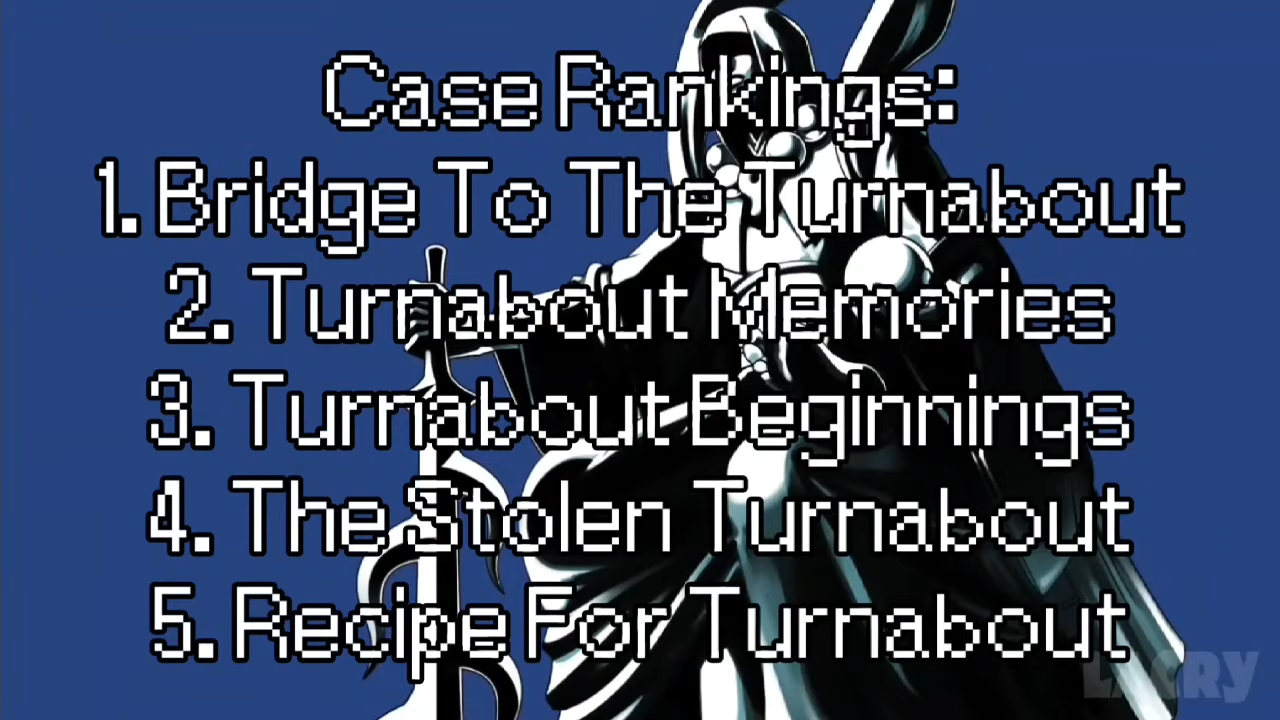 Case Rankings:
1. Bridge To The Turnabout
2. Turnabout Memories
3. Turnabout Beginnings
4. The Stolen Turnabout
5. Recipe For Turnabout